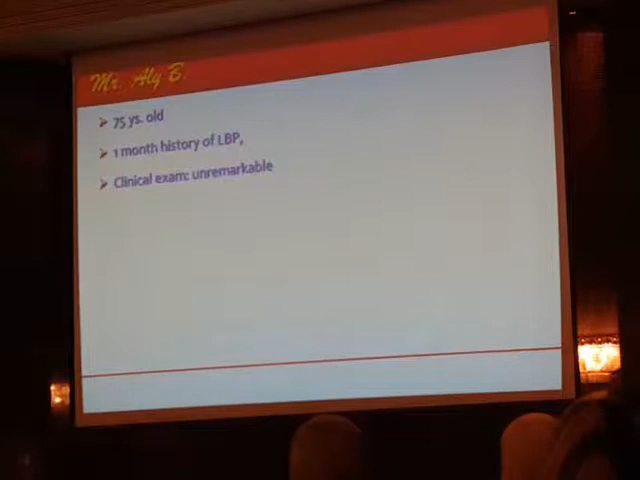 Mr. Aly B.
75 ys. old
1 month history of LBP,
Clinical exam: unremarkable